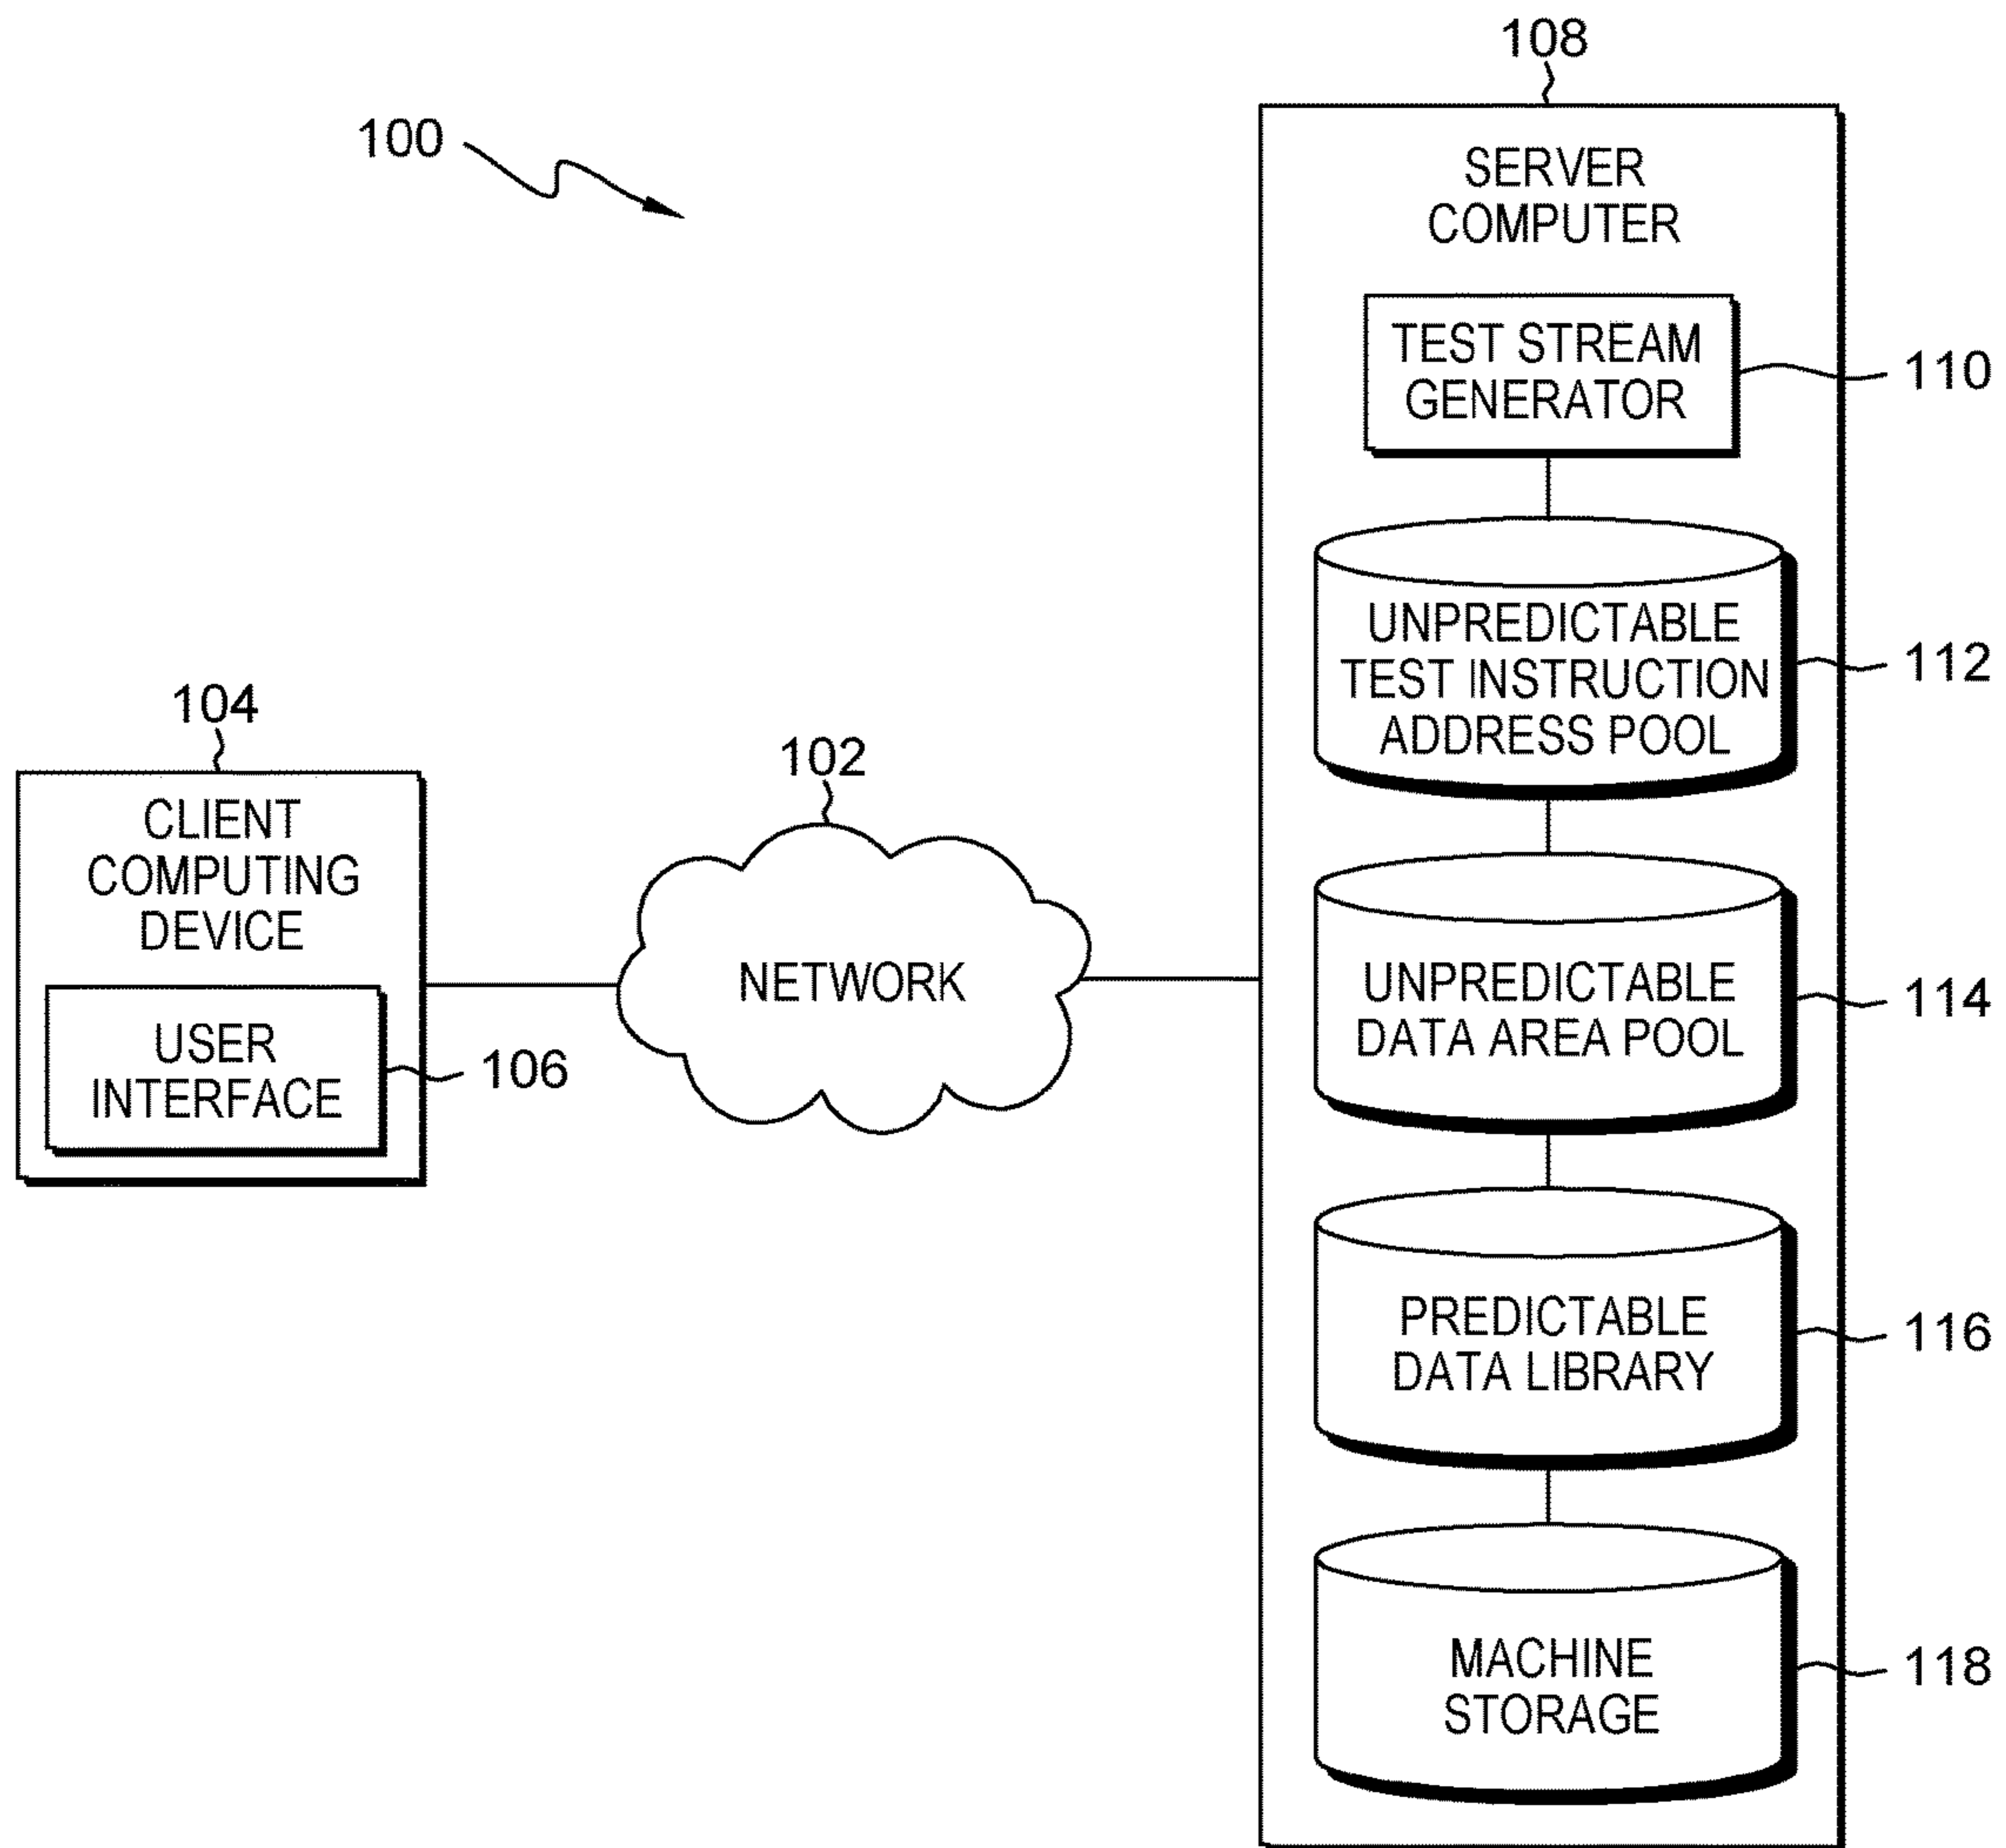 100
108
SERVER
COMPUTER
TEST STREAM
GENERATOR
110
UNPREDICTABLE
TEST INSTRUCTION
ADDRESS POOL
112
UNPREDICTABLE
DATA AREA POOL
114
PREDICTABLE
DATA LIBRARY
116
MACHINE
STORAGE
118
102
NETWORK
104
CLIENT
COMPUTING
DEVICE
USER
INTERFACE
106